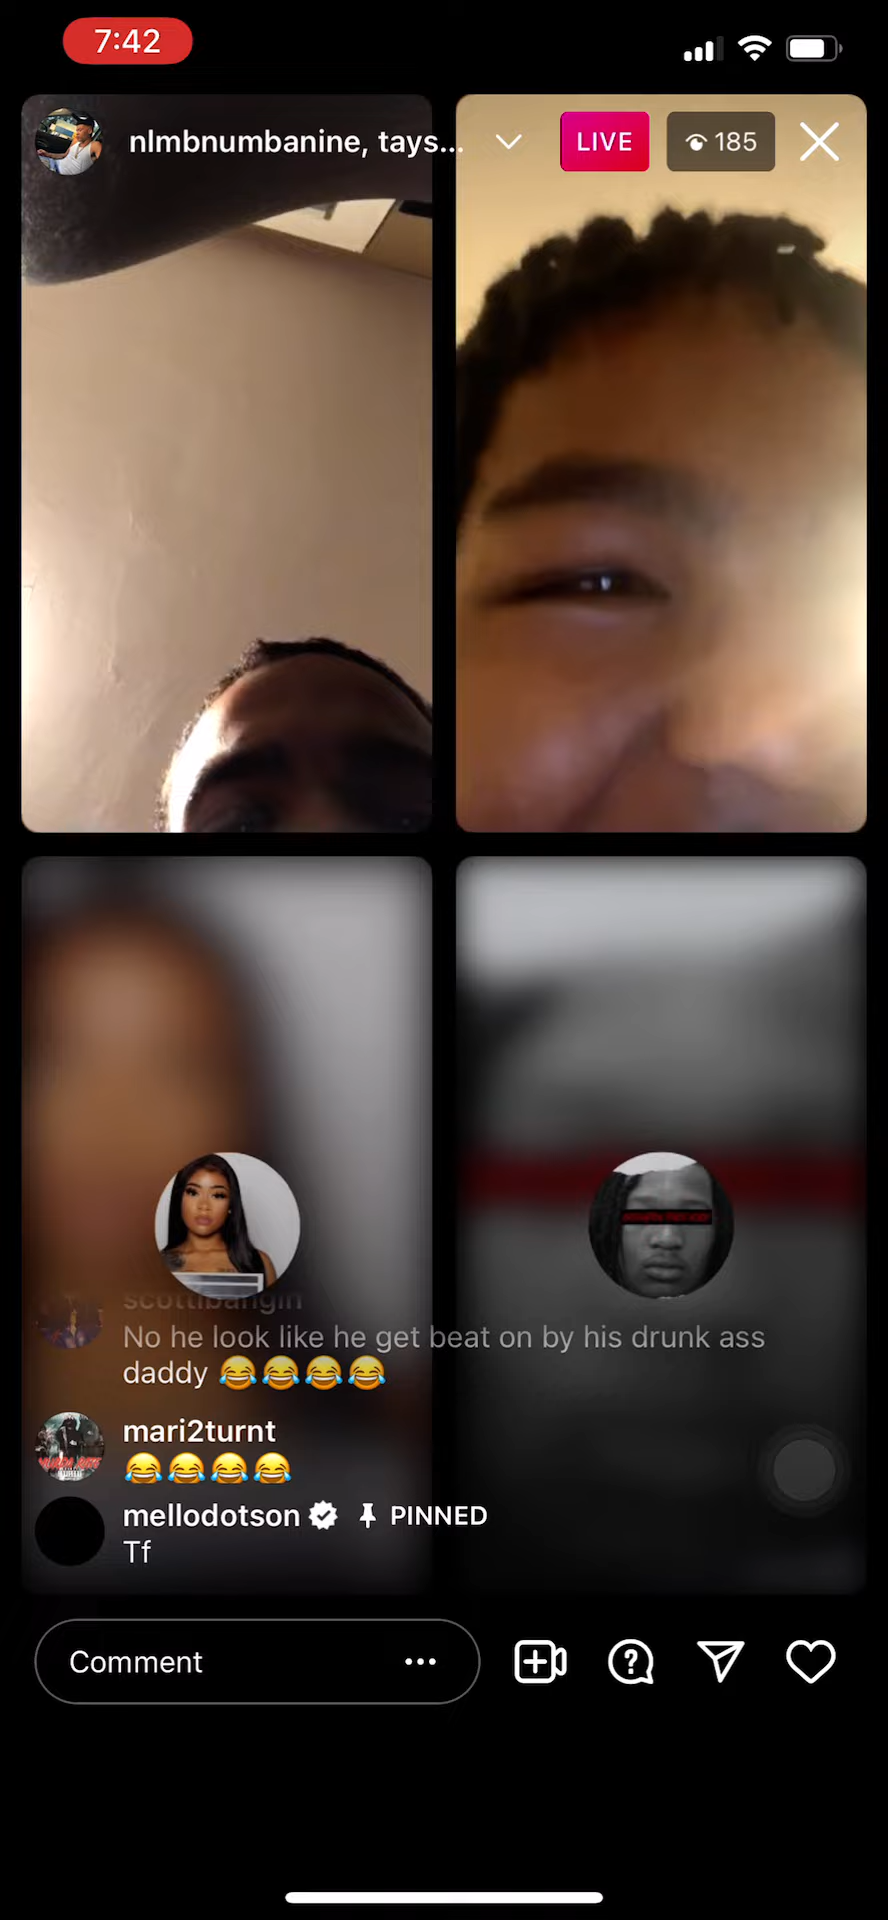 7:42
nlmbnumbanine, tays...
LIVE
185
scottibangin
No he look like he get beat on by his drunk ass
daddy 😂😂😂😂
mari2turnt
😂😂😂😂
mellodotson PINNED
Tf
Comment